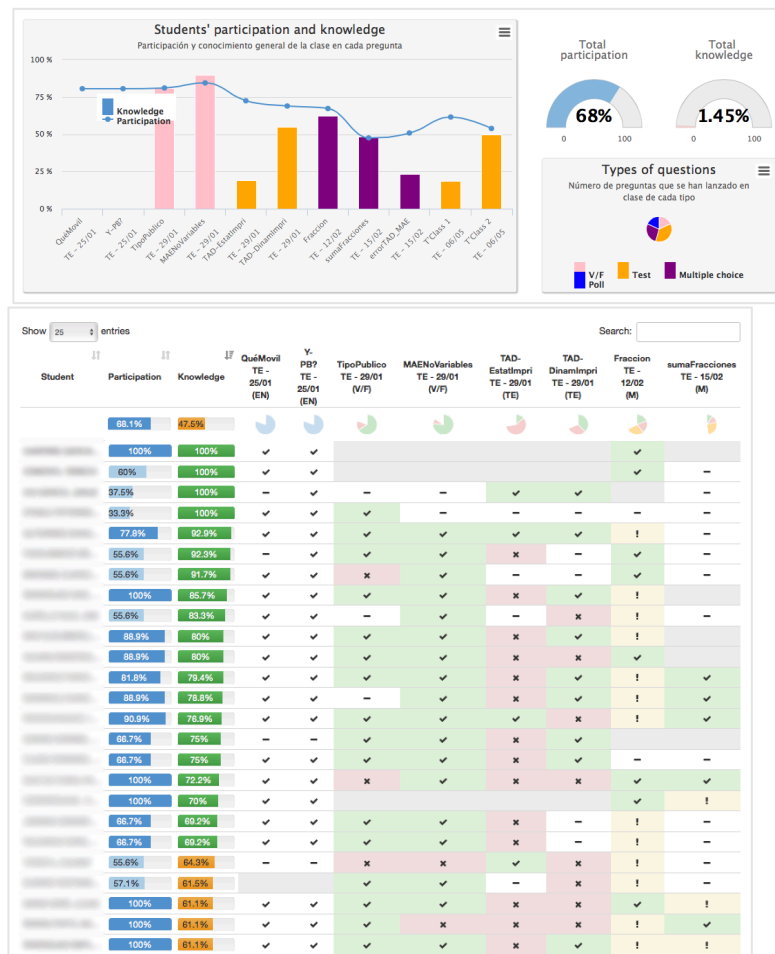 Students' participation and knowledge
Participación y conocimiento general de la clase en cada pregunta
100 %
75 %
50 %
25 %
0 %
Knowledge
Participation
QuéMovil
TE - 25/01
Y-PB?
TE - 25/01
TipoPublico
TE - 29/01
MAENoVariables
TE - 29/01
TAD-EstatImpri
TE - 29/01
TAD-DinamImpri
TE - 29/01
Fraccion
TE - 12/02
sumaFracciones
TE - 15/02
errorTAD_MAE
TE - 15/02
T'Class 1
TE - 06/05
T'Class 2
TE - 06/05
Total
participation
68%
0 100
Total
knowledge
1.45%
0 100
Types of questions
Número de preguntas que se han lanzado en
clase de cada tipo
V/F Test Multiple choice
Poll
Show 25 entries Search:
Student Participation Knowledge
QuéMovil
TE -
25/01
(EN)
Y-
PB?
TE -
25/01
(EN)
TipoPublico
TE - 29/01
(V/F)
MAENoVariables
TE - 29/01
(V/F)
TAD-
EstatImpri
TE - 29/01
(TE)
TAD-
DinamImpri
TE - 29/01
(TE)
Fraccion
TE -
12/02
(M)
sumaFracciones
TE - 15/02
(M)
68.1% 47.5%
100% 100%
60% 100%
37.5% 100%
33.3% 100%
77.8% 92.9%
55.6% 92.3%
55.6% 91.7%
100% 85.7%
55.6% 83.3%
88.9% 80%
88.9% 80%
81.8% 79.4%
88.9% 78.8%
90.9% 76.9%
66.7% 75%
66.7% 75%
100% 72.2%
100% 70%
66.7% 69.2%
66.7% 69.2%
55.6% 64.3%
57.1% 61.5%
100% 61.1%
100% 61.1%
100% 61.1%